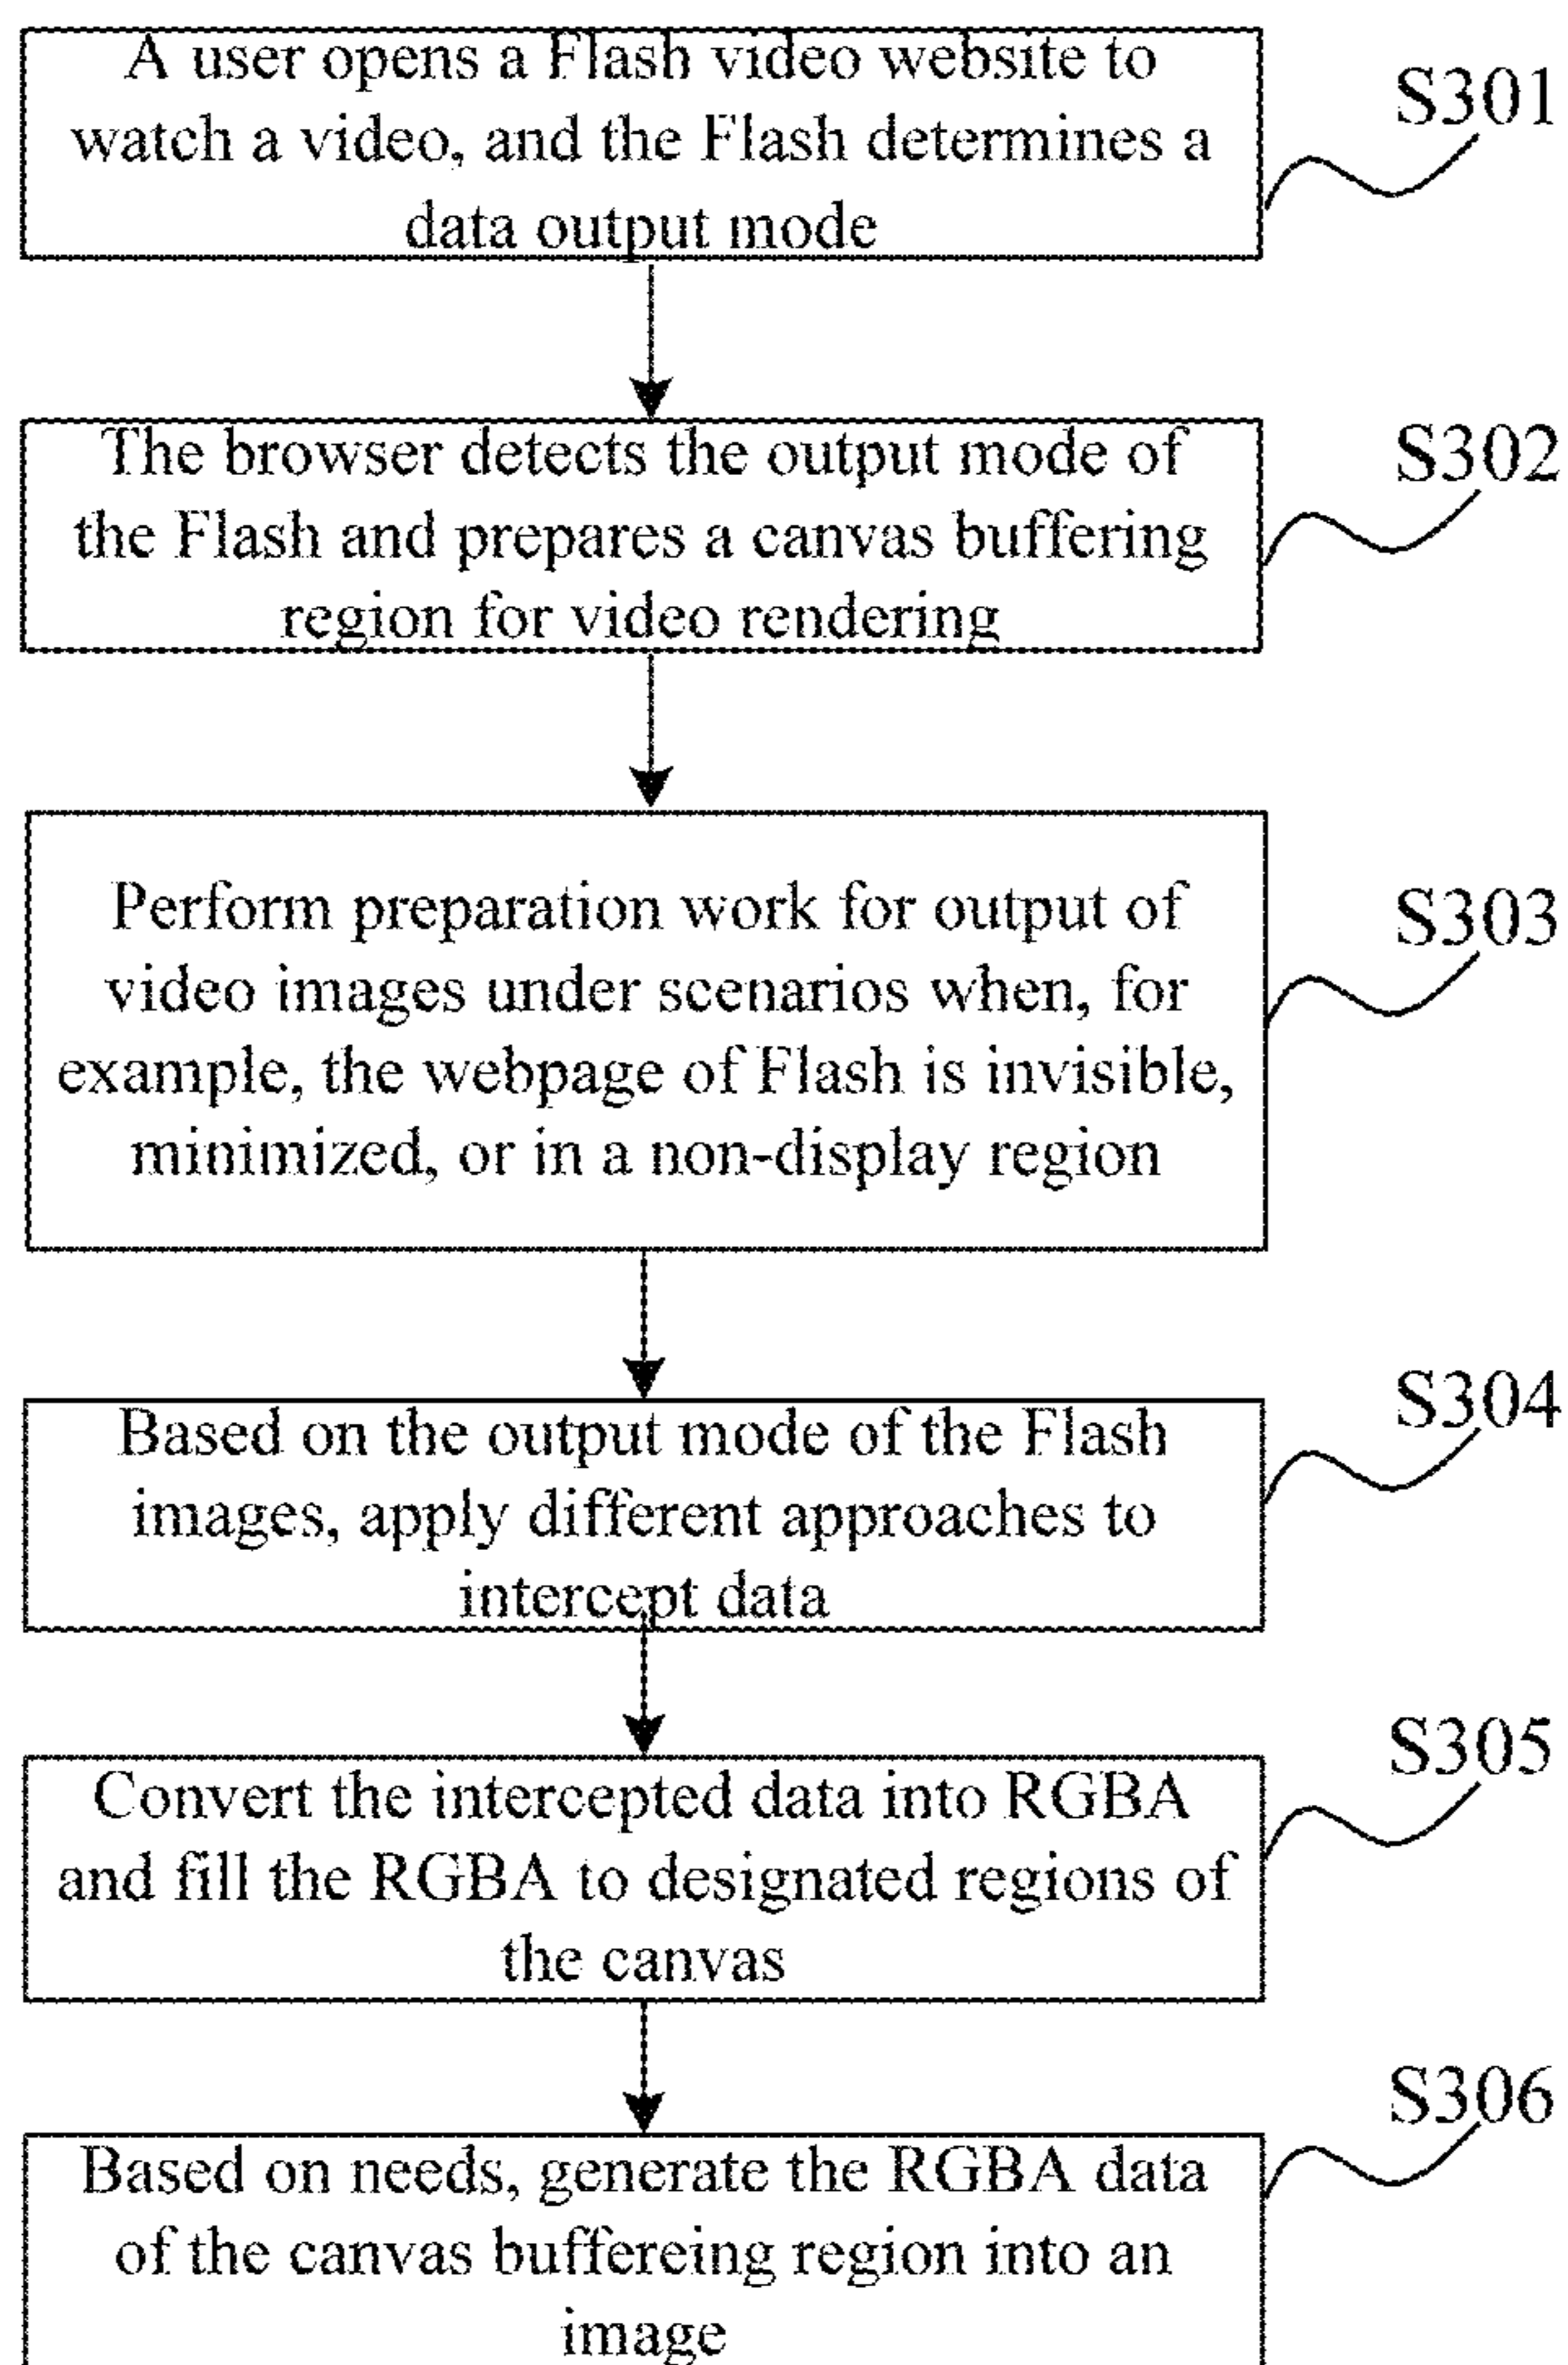 A user opens a Flash video website to
watch a video, and the Flash determines a
data output mode
S301
The browser detects the output mode of
the Flash and prepares a canvas buffering
region for video rendering
S302
Perform preparation work for output of
video images under scenarios when, for
example, the webpage of Flash is invisible,
minimized, or in a non-display region
S303
Based on the output mode of the Flash
images, apply different approaches to
intercept data
S304
Convert the intercepted data into RGBA
and fill the RGBA to designated regions of
the canvas
S305
Based on needs, generate the RGBA data
of the canvas buffereing region into an
image
S306